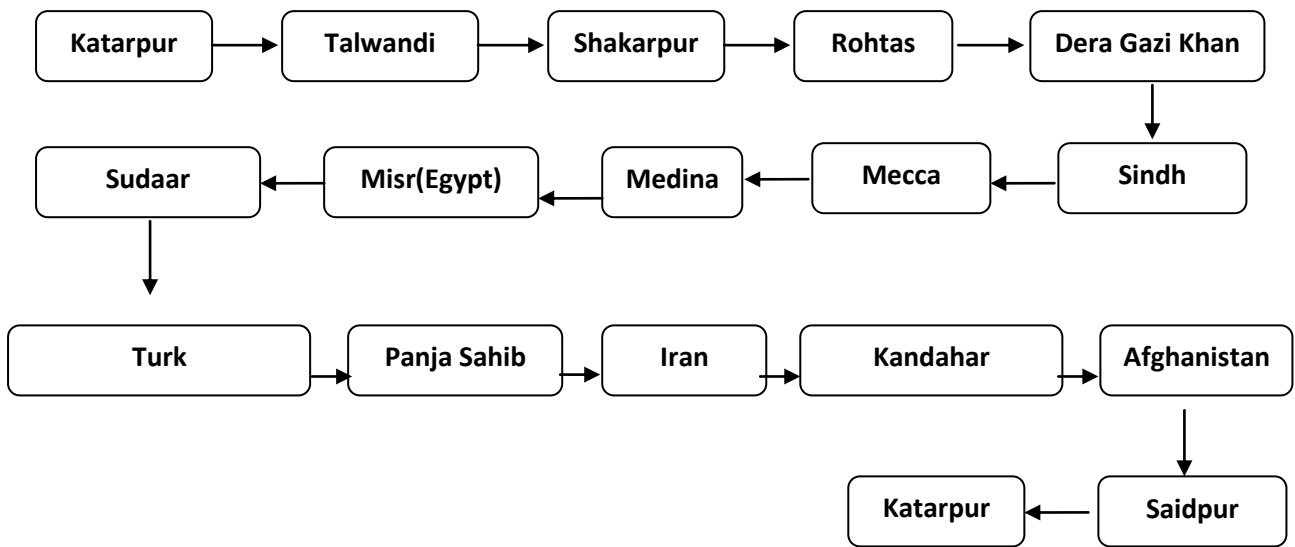 Katarpur
Talwandi
Shakarpur
Rohtas
Dera Gazi Khan
Sindh
Mecca
Medina
Misr(Egypt)
Sudaar
Turk
Panja Sahib
Iran
Kandahar
Afghanistan
Saidpur
Katarpur